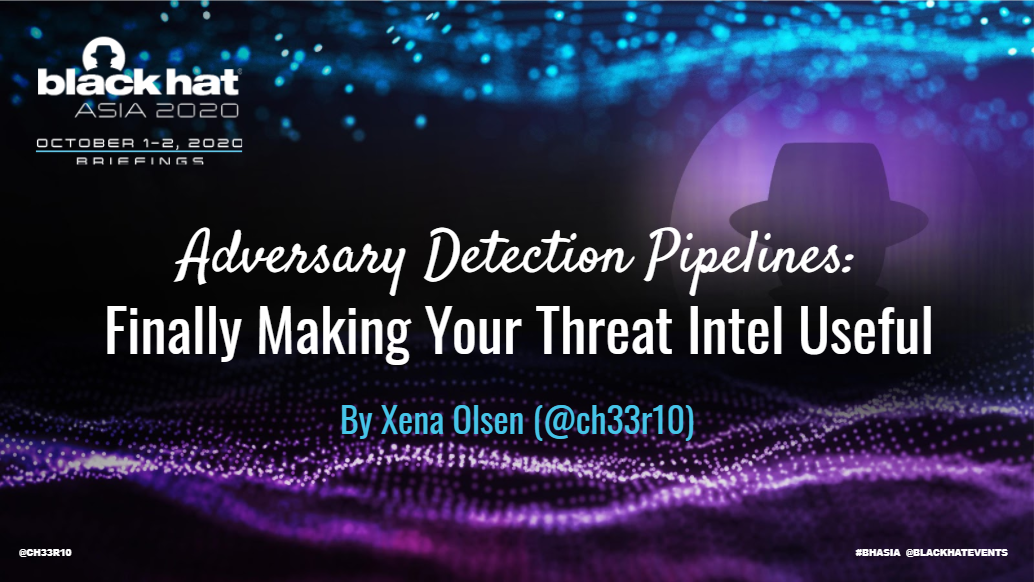 black hat
ASIA 2020
OCTOBER 1-2, 2020
BRIEFINGS
Adversary Detection Pipelines:
Finally Making Your Threat Intel Useful
By Xena Olsen (@ch33r10)
@CH33R10
#BHASIA @BLACKHATEVENTS